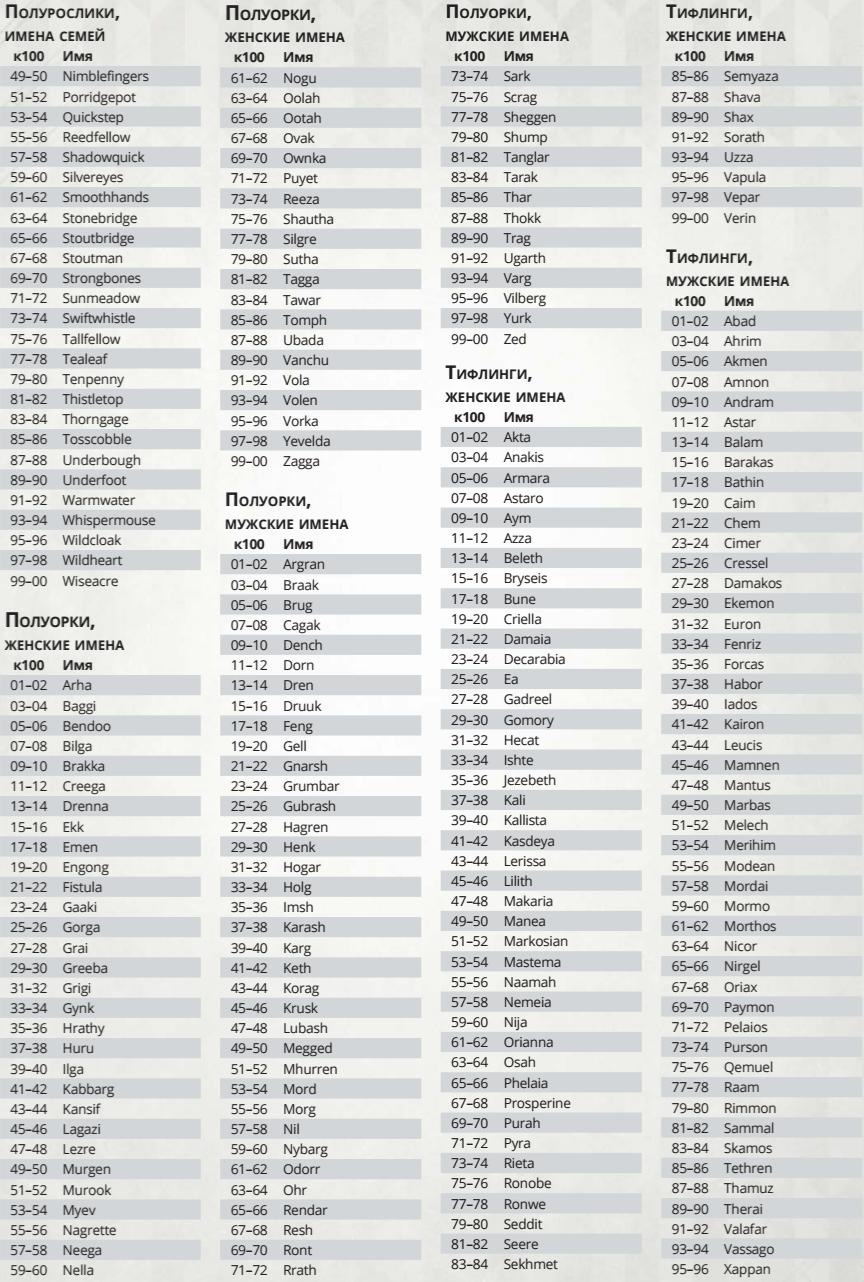 Полурослики,
имена семей
к100 Имя
49–50 Nimblefingers
51–52 Porridgepot
53–54 Quickstep
55–56 Reedfellow
57–58 Shadowquick
59–60 Silvereyes
61–62 Smoothhands
63–64 Stonebridge
65–66 Stoutbridge
67–68 Stoutman
69–70 Strongbones
71–72 Sunmeadow
73–74 Swiftwhistle
75–76 Tallfellow
77–78 Tealeaf
79–80 Tenpenny
81–82 Thistletop
83–84 Thorngage
85–86 Tosscobble
87–88 Underbough
89–90 Underfoot
91–92 Warmwater
93–94 Whispermouse
95–96 Wildcloak
97–98 Wildheart
99–00 Wiseacre
Полуорки,
женские имена
к100 Имя
01–02 Arha
03–04 Baggi
05–06 Bendoo
07–08 Bilga
09–10 Brakka
11–12 Creega
13–14 Drenna
15–16 Ekk
17–18 Emen
19–20 Engong
21–22 Fistula
23–24 Gaaki
25–26 Gorga
27–28 Grai
29–30 Greeba
31–32 Grigi
33–34 Gynk
35–36 Hrathy
37–38 Huru
39–40 Ilga
41–42 Kabbarg
43–44 Kansif
45–46 Lagazi
47–48 Lezre
49–50 Murgen
51–52 Murook
53–54 Myev
55–56 Nagrette
57–58 Neega
59–60 Nella
Полуорки,
женские имена
к100 Имя
61–62 Nogu
63–64 Oolah
65–66 Ootah
67–68 Ovak
69–70 Ownka
71–72 Puyet
73–74 Reeza
75–76 Shautha
77–78 Silgre
79–80 Sutha
81–82 Tagga
83–84 Tawar
85–86 Tomph
87–88 Ubada
89–90 Vanchu
91–92 Vola
93–94 Volen
95–96 Vorka
97–98 Yevelda
99–00 Zagga
Полуорки,
мужские имена
к100 Имя
01–02 Argran
03–04 Braak
05–06 Brug
07–08 Cagak
09–10 Dench
11–12 Dorn
13–14 Dren
15–16 Druuk
17–18 Feng
19–20 Gell
21–22 Gnarsh
23–24 Grumbar
25–26 Gubrash
27–28 Hagren
29–30 Henk
31–32 Hogar
33–34 Holg
35–36 Imsh
37–38 Karash
39–40 Karg
41–42 Keth
43–44 Korag
45–46 Krusk
47–48 Lubash
49–50 Megged
51–52 Mhurren
53–54 Mord
55–56 Morg
57–58 Nil
59–60 Nybarg
61–62 Odorr
63–64 Ohr
65–66 Rendar
67–68 Resh
69–70 Ront
71–72 Rrath
Полуорки,
мужские имена
к100 Имя
73–74 Sark
75–76 Scrag
77–78 Sheggen
79–80 Shump
81–82 Tanglar
83–84 Tarak
85–86 Thar
87–88 Thokk
89–90 Trag
91–92 Ugarth
93–94 Varg
95–96 Vilberg
97–98 Yurk
99–00 Zed
Тифлинги,
женские имена
к100 Имя
01–02 Akta
03–04 Anakis
05–06 Armara
07–08 Astaro
09–10 Aym
11–12 Azza
13–14 Beleth
15–16 Bryseis
17–18 Bune
19–20 Criella
21–22 Damaia
23–24 Decarabia
25–26 Ea
27–28 Gadreel
29–30 Gomory
31–32 Hecat
33–34 Ishte
35–36 Jezebeth
37–38 Kali
39–40 Kallista
41–42 Kasdeya
43–44 Lerissa
45–46 Lilith
47–48 Makaria
49–50 Manea
51–52 Markosian
53–54 Mastema
55–56 Naamah
57–58 Nemeia
59–60 Nija
61–62 Orianna
63–64 Osah
65–66 Phelaia
67–68 Prosperine
69–70 Purah
71–72 Pyra
73–74 Rieta
75–76 Ronobe
77–78 Ronwe
79–80 Seddit
81–82 Seere
83–84 Sekhmet
Тифлинги,
женские имена
к100 Имя
85–86 Semyaza
87–88 Shava
89–90 Shax
91–92 Sorath
93–94 Uzza
95–96 Vapula
97–98 Vepar
99–00 Verin
Тифлинги,
мужские имена
к100 Имя
01–02 Abad
03–04 Ahrim
05–06 Akmen
07–08 Amnon
09–10 Andram
11–12 Astar
13–14 Balam
15–16 Barakas
17–18 Bathin
19–20 Caim
21–22 Chem
23–24 Cimer
25–26 Cressel
27–28 Damakos
29–30 Ekemon
31–32 Euron
33–34 Fenriz
35–36 Forcas
37–38 Habor
39–40 Iados
41–42 Kairon
43–44 Leucis
45–46 Mamnen
47–48 Mantus
49–50 Marbas
51–52 Melech
53–54 Merihim
55–56 Modean
57–58 Mordai
59–60 Mormo
61–62 Morthos
63–64 Nicor
65–66 Nirgel
67–68 Oriax
69–70 Paymon
71–72 Pelaios
73–74 Purson
75–76 Qemuel
77–78 Raam
79–80 Rimmon
81–82 Sammal
83–84 Skamos
85–86 Tethren
87–88 Thamuz
89–90 Therai
91–92 Valafar
93–94 Vassago
95–96 Xappan